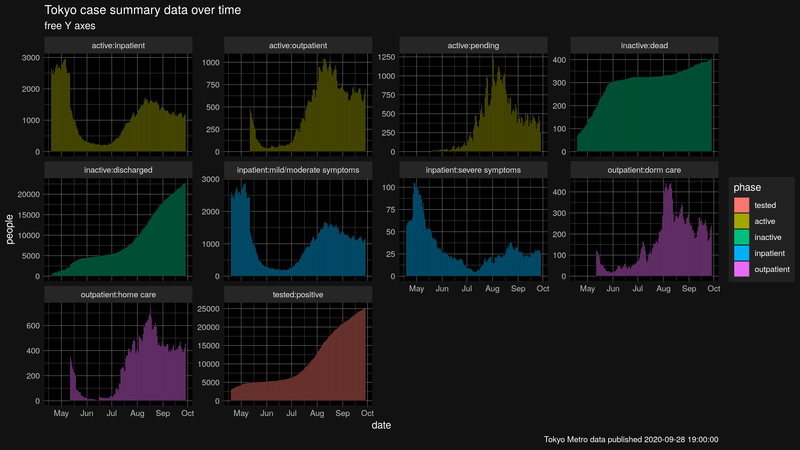 Tokyo case summary data over time
free Y axes
active:inpatient
active:outpatient
active:pending
inactive:dead
3000
2000
1000
0
1000
750
500
250
0
1250
1000
750
500
250
0
400
300
200
100
0
inactive:discharged
inpatient:mild/moderate symptoms
inpatient:severe symptoms
outpatient:dorm care
20000
15000
10000
5000
0
3000
2000
1000
0
100
75
50
25
0
400
300
200
100
0
May Jun Jul Aug Sep Oct
May Jun Jul Aug Sep Oct
outpatient:home care
tested:positive
600
400
200
0
25000
20000
15000
10000
5000
0
May Jun Jul Aug Sep Oct
May Jun Jul Aug Sep Oct
people
date
phase
tested
active
inactive
inpatient
outpatient
Tokyo Metro data published 2020-09-28 19:00:00